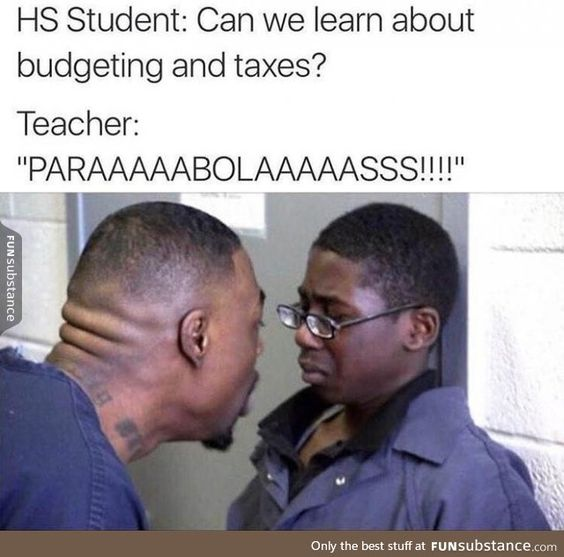 HS Student: Can we learn about
budgeting and taxes?
Teacher:
"PARAAAAABOLAAAAASSS!!!!"
FUNsubstance
Only the best stuff at FUNsubstance.com